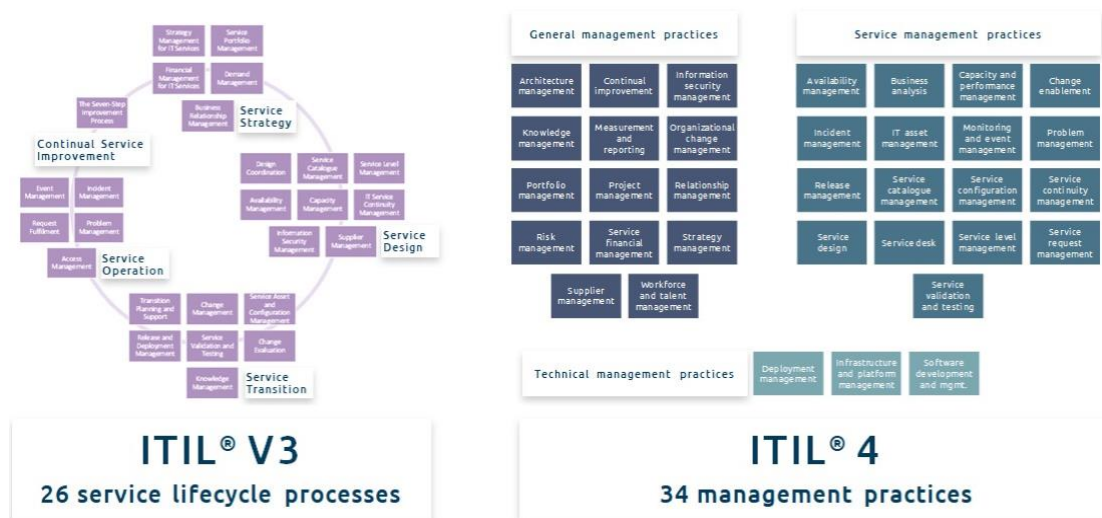 Strategy
Management
for IT Services
Service
Portfolio
Management
Financial
Management
for IT Services
Demand
Management
Business
Relationship
Management
Service
Strategy
The Seven-Step
Improvement
Process
Continual Service
Improvement
Design
Coordination
Service
Catalogue
Management
Service Level
Management
Availability
Management
Capacity
Management
IT Service
Continuity
Management
Information
Security
Management
Supplier
Management
Service
Design
Event
Management
Incident
Management
Request
Fulfilment
Problem
Management
Access
Management
Service
Operation
Transition
Planning and
Support
Change
Management
Service Asset
and
Configuration
Management
Release and
Deployment
Management
Service
Validation and
Testing
Change
Evaluation
Knowledge
Management
Service
Transition
ITIL® V3
26 service lifecycle processes
General management practices
Architecture
management
Continual
improvement
Information
security
management
Knowledge
management
Measurement
and
reporting
Organizational
change
management
Portfolio
management
Project
management
Relationship
management
Risk
management
Service
financial
management
Strategy
management
Supplier
management
Workforce
and talent
management
Service management practices
Availability
management
Business
analysis
Capacity and
performance
management
Change
enablement
Incident
management
IT asset
management
Monitoring
and event
management
Problem
management
Release
management
Service
catalogue
management
Service
configuration
management
Service
continuity
management
Service
design
Service desk
Service level
management
Service
request
management
Service
validation
and testing
Technical management practices
Deployment
management
Infrastructure
and platform
management
Software
development
and mgmt.
ITIL® 4
34 management practices